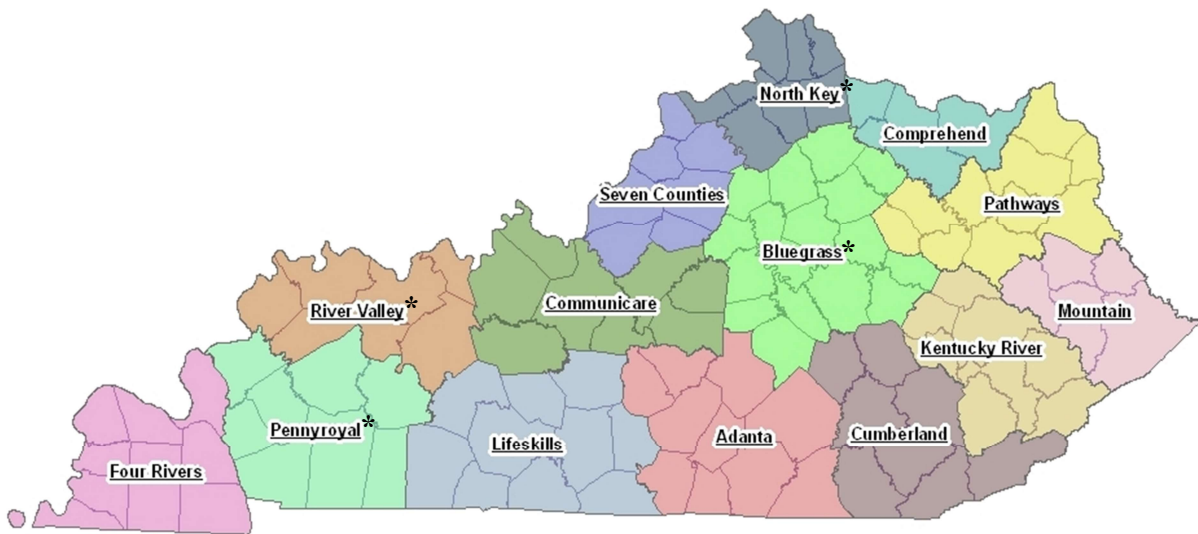 North Key*
Comprehend
Seven Counties
Pathways
Bluegrass*
River Valley*
Communicare
Mountain
Kentucky River
Pennyroyal*
Lifeskills
Adanta
Cumberland
Four Rivers